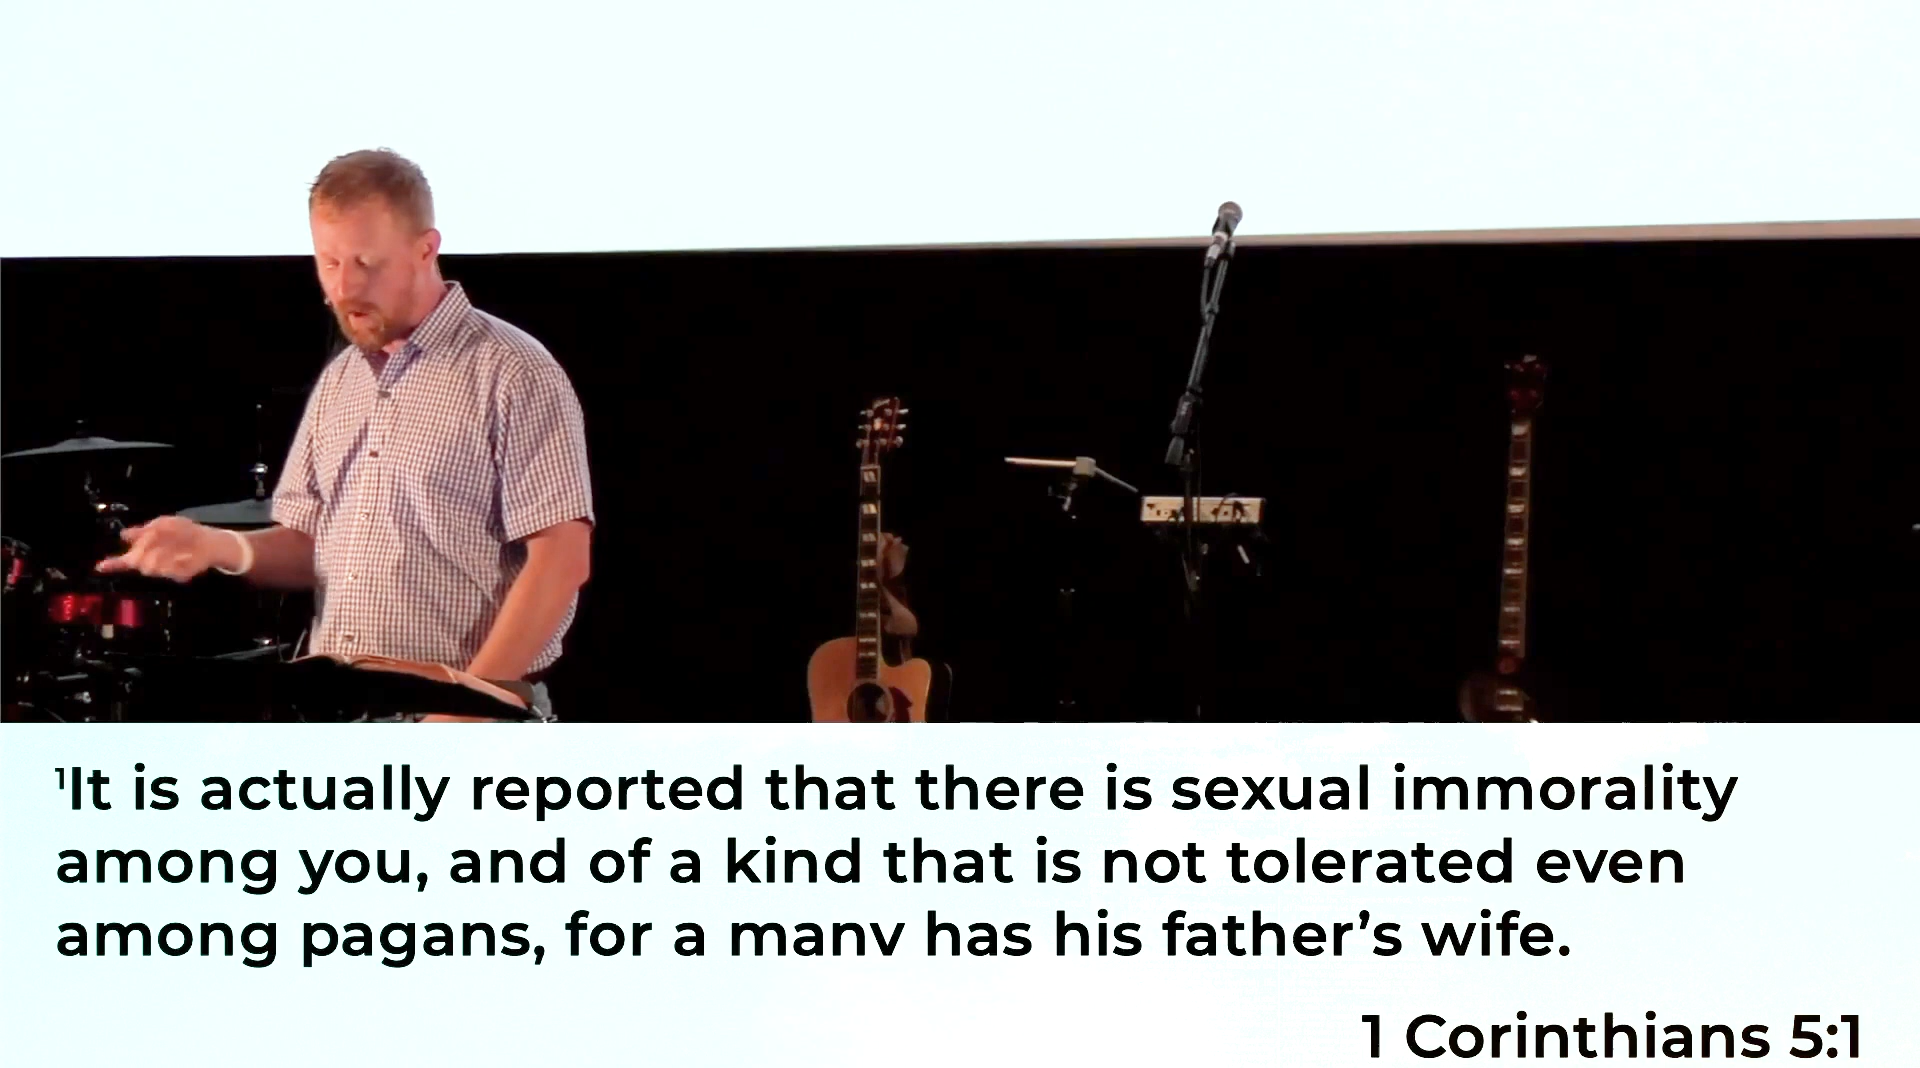 ¹It is actually reported that there is sexual immorality
among you, and of a kind that is not tolerated even
among pagans, for a manv has his father’s wife.
1 Corinthians 5:1